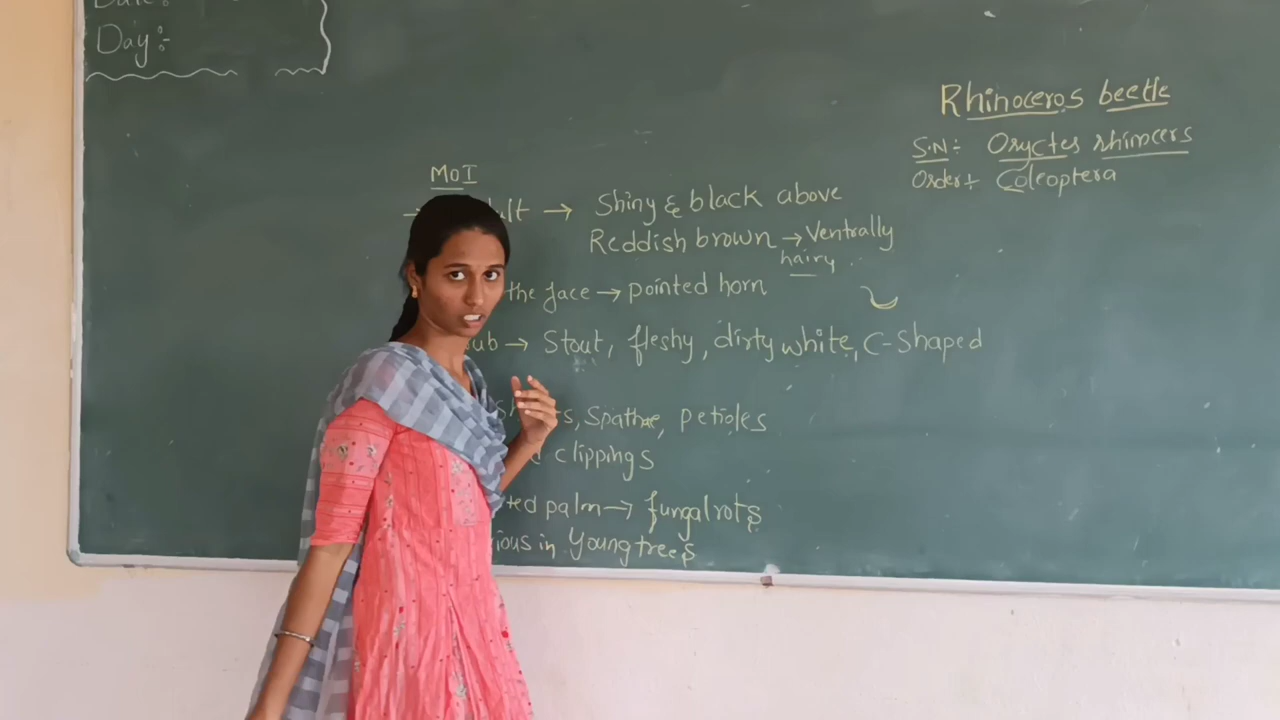 Day:-
Rhinoceros beetle
S.N:- Oryctes rhinocers
Order:- Coleoptera
MOI
→ ult → Shiny & black above
Reddish brown → Ventrally
hairy
the face → pointed horn
ub → Stout, fleshy, dirty white, C-Shaped
s, Spathae, petioles
clippings
ted palm → fungal rots
ious in Young trees